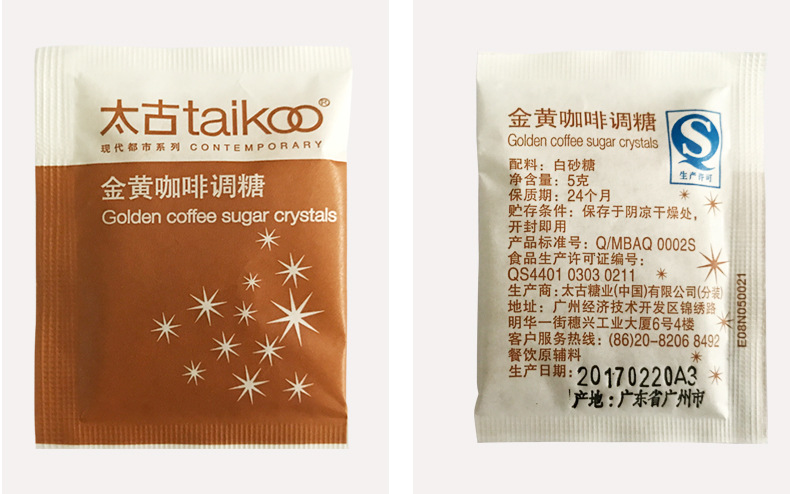 太古taikoo®
现代都市系列 CONTEMPORARY
金黄咖啡调糖
Golden coffee sugar crystals
金黄咖啡调糖
Golden coffee sugar crystals
S
生产许可
配料：白砂糖
净含量：5克
保质期：24个月
贮存条件：保存于阴凉干燥处，
开封即用
产品标准号：Q/MBAQ 0002S
食品生产许可证编号：
QS4401 0303 0211
生产商：太古糖业(中国)有限公司(分装)
地址：广州经济技术开发区锦绣路
明华一街穗兴工业大厦6号4楼
客户服务热线：(86)20-8206 8492
餐饮原辅料
生产日期：20170220A3
产地：广东省广州市
E08N050021